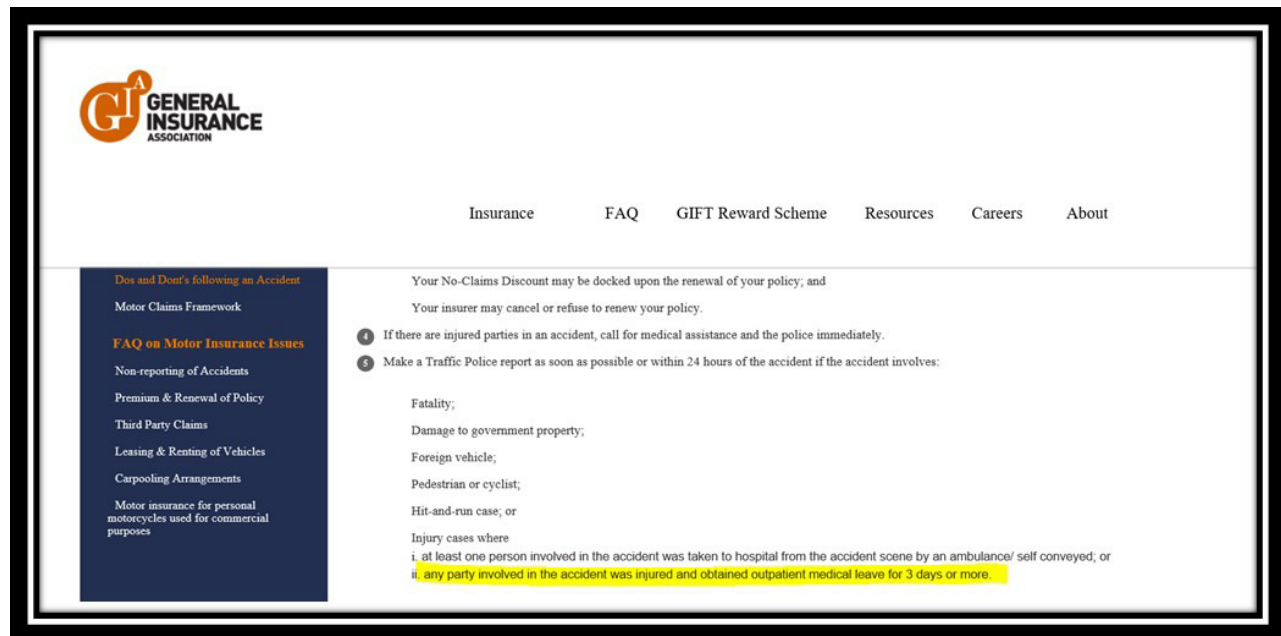 GIA GENERAL
INSURANCE
ASSOCIATION
Insurance FAQ GIFT Reward Scheme Resources Careers About
Dos and Dont's following an Accident
Motor Claims Framework
FAQ on Motor Insurance Issues
Non-reporting of Accidents
Premium & Renewal of Policy
Third Party Claims
Leasing & Renting of Vehicles
Carpooling Arrangements
Motor insurance for personal
motorcycles used for commercial
purposes
Your No-Claims Discount may be docked upon the renewal of your policy; and
Your insurer may cancel or refuse to renew your policy.
4 If there are injured parties in an accident, call for medical assistance and the police immediately.
5 Make a Traffic Police report as soon as possible or within 24 hours of the accident if the accident involves:
Fatality;
Damage to government property;
Foreign vehicle;
Pedestrian or cyclist;
Hit-and-run case; or
Injury cases where
i. at least one person involved in the accident was taken to hospital from the accident scene by an ambulance/ self conveyed; or
ii. any party involved in the accident was injured and obtained outpatient medical leave for 3 days or more.